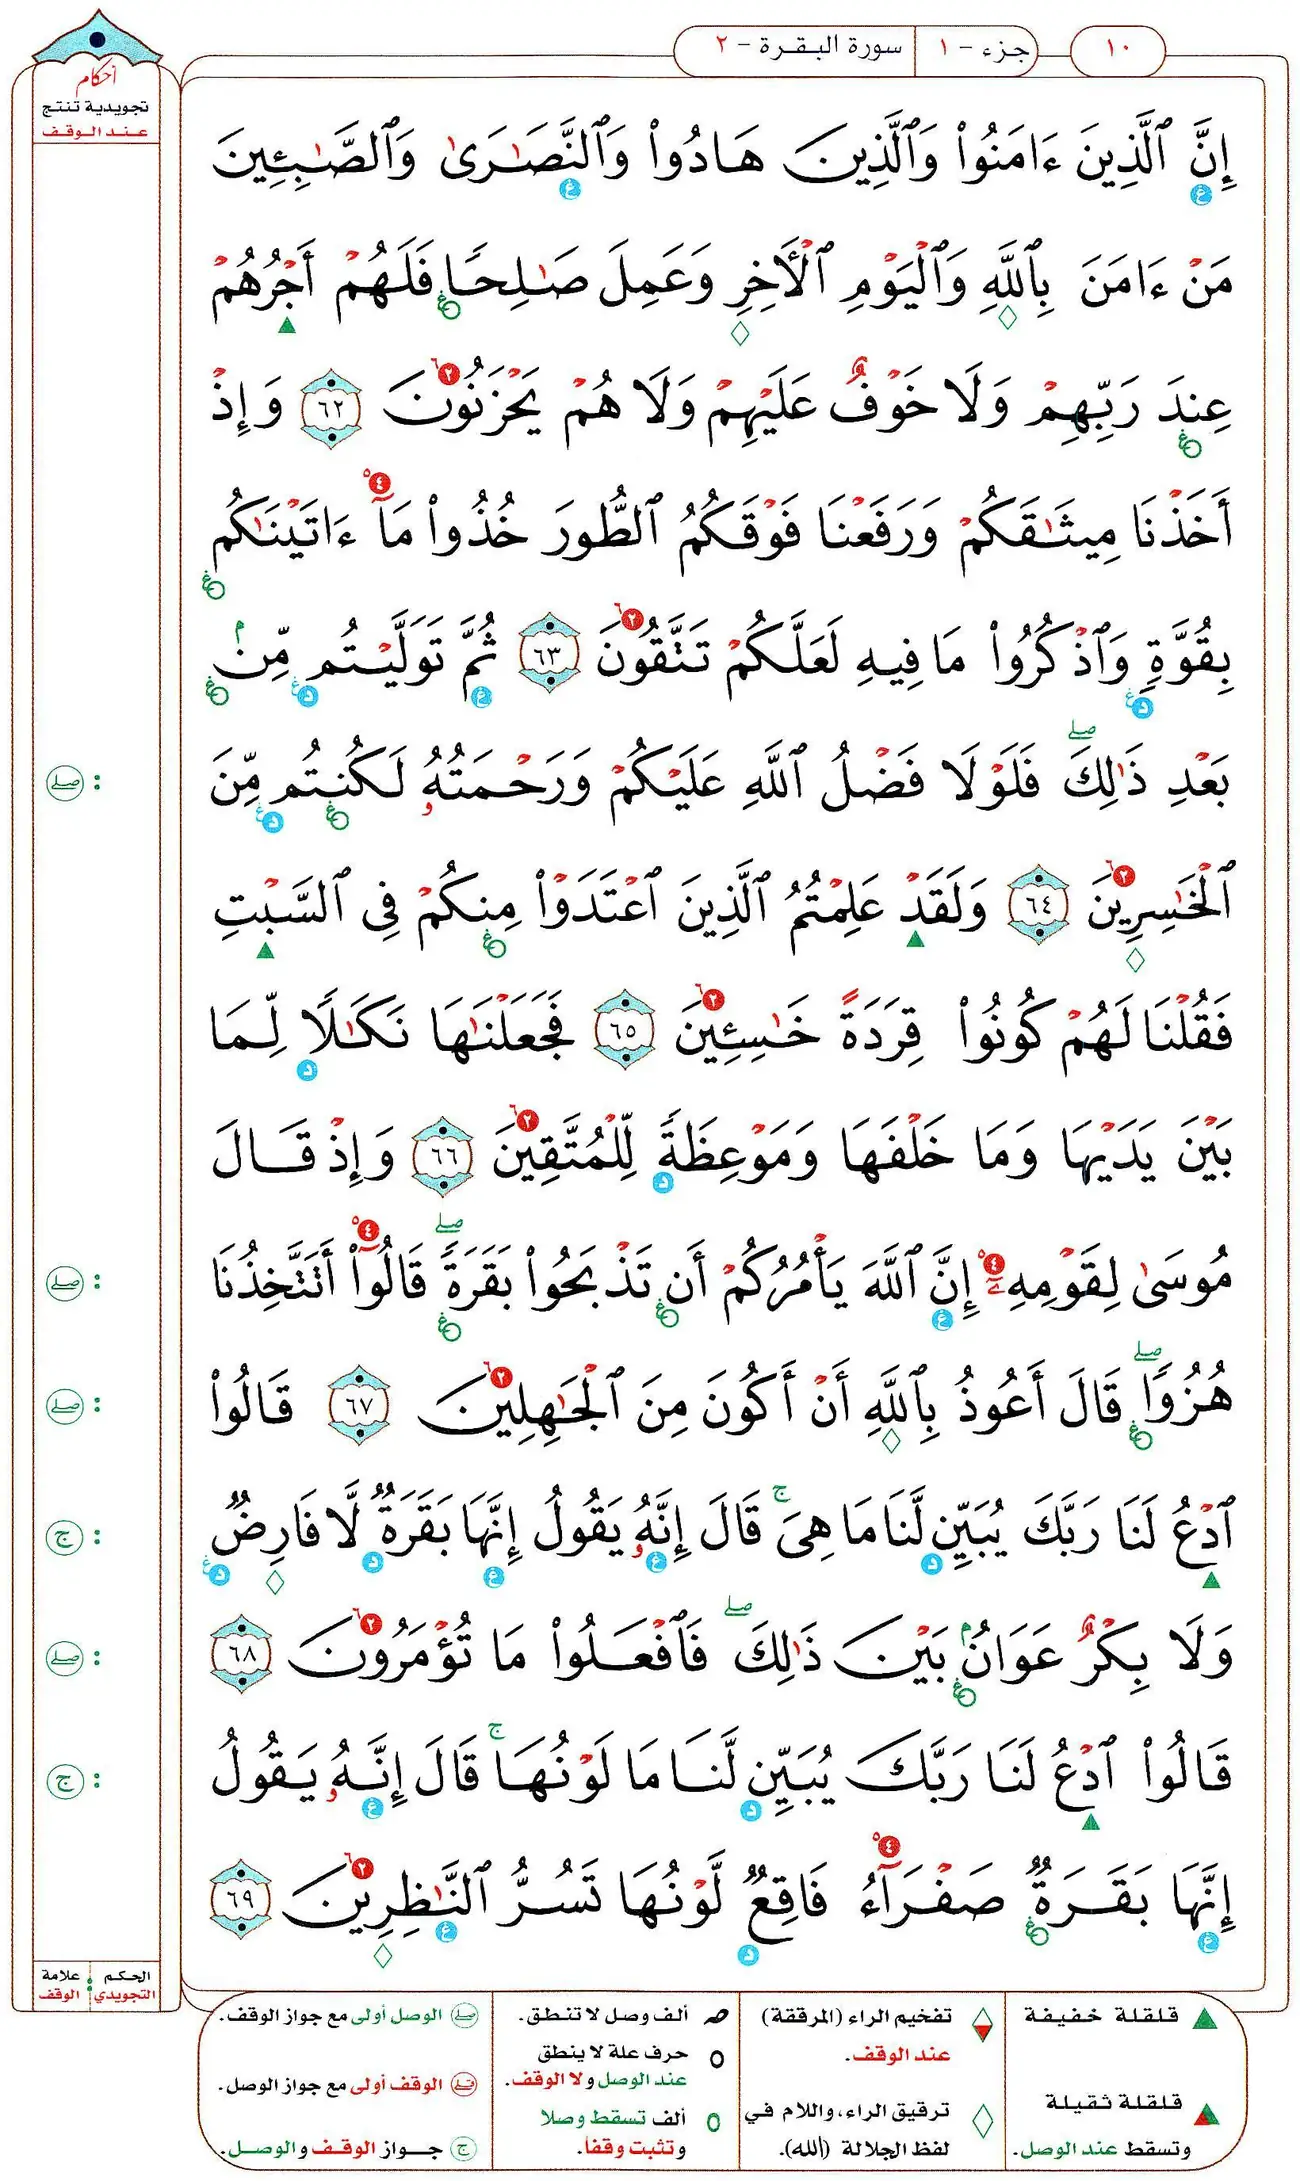 ١٠
جزء - ١
سورة البقرة - ٢
أحكام
تجويدية تنتج
عند الوقف
إِنَّ ٱلَّذِينَ ءَامَنُوا۟ وَٱلَّذِينَ هَادُوا۟ وَٱلنَّصَـٰرَىٰ وَٱلصَّـٰبِـِٔينَ
مَنْ ءَامَنَ بِٱللَّهِ وَٱلْيَوْمِ ٱلْـَٔاخِرِ وَعَمِلَ صَـٰلِحًا فَلَهُمْ أَجْرُهُمْ
عِندَ رَبِّهِمْ وَلَا خَوْفٌ عَلَيْهِمْ وَلَا هُمْ يَحْزَنُونَ ٦٢ وَإِذْ
أَخَذْنَا مِيثَـٰقَكُمْ وَرَفَعْنَا فَوْقَكُمُ ٱلطُّورَ خُذُوا۟ مَآ ءَاتَيْنَـٰكُم
بِقُوَّةٍ وَٱذْكُرُوا۟ مَا فِيهِ لَعَلَّكُمْ تَتَّقُونَ ٦٣ ثُمَّ تَوَلَّيْتُم مِّنۢ
بَعْدِ ذَٰلِكَ ۖ فَلَوْلَا فَضْلُ ٱللَّهِ عَلَيْكُمْ وَرَحْمَتُهُۥ لَكُنتُم مِّنَ
ٱلْخَـٰسِرِينَ ٦٤ وَلَقَدْ عَلِمْتُمُ ٱلَّذِينَ ٱعْتَدَوْا۟ مِنكُمْ فِى ٱلسَّبْتِ
فَقُلْنَا لَهُمْ كُونُوا۟ قِرَدَةً خَـٰسِـِٔينَ ٦٥ فَجَعَلْنَـٰهَا نَكَـٰلًا لِّمَا
بَيْنَ يَدَيْهَا وَمَا خَلْفَهَا وَمَوْعِظَةً لِّلْمُتَّقِينَ ٦٦ وَإِذْ قَالَ
مُوسَىٰ لِقَوْمِهِۦٓ إِنَّ ٱللَّهَ يَأْمُرُكُمْ أَن تَذْبَحُوا۟ بَقَرَةً ۖ قَالُوٓا۟ أَتَتَّخِذُنَا
هُزُوًا ۖ قَالَ أَعُوذُ بِٱللَّهِ أَنْ أَكُونَ مِنَ ٱلْجَـٰهِلِينَ ٦٧ قَالُوا۟
ٱدْعُ لَنَا رَبَّكَ يُبَيِّن لَّنَا مَا هِىَ ۚ قَالَ إِنَّهُۥ يَقُولُ إِنَّهَا بَقَرَةٌ لَّا فَارِضٌ
وَلَا بِكْرٌ عَوَانٌۢ بَيْنَ ذَٰلِكَ ۖ فَٱفْعَلُوا۟ مَا تُؤْمَرُونَ ٦٨
قَالُوا۟ ٱدْعُ لَنَا رَبَّكَ يُبَيِّن لَّنَا مَا لَوْنُهَا ۚ قَالَ إِنَّهُۥ يَقُولُ
إِنَّهَا بَقَرَةٌ صَفْرَآءُ فَاقِعٌ لَّوْنُهَا تَسُرُّ ٱلنَّـٰظِرِينَ ٦٩
صلے :
صلے :
صلے :
ج :
صلے :
ج :
الحكم التجويدي : علامة الوقف
قلقلة خفيفة
قلقلة ثقيلة
وتسقط عند الوصل.
تفخيم الراء (المرققة)
عند الوقف.
ترقيق الراء، واللام في
لفظ الجلالة (الله).
ألف وصل لا تنطق.
حرف علة لا ينطق
عند الوصل ولا الوقف.
ألف تسقط وصلا
وتثبت وقفاً.
صلے الوصل أولى مع جواز الوقف.
قلے الوقف أولى مع جواز الوصل.
ج جواز الوقف والوصل.